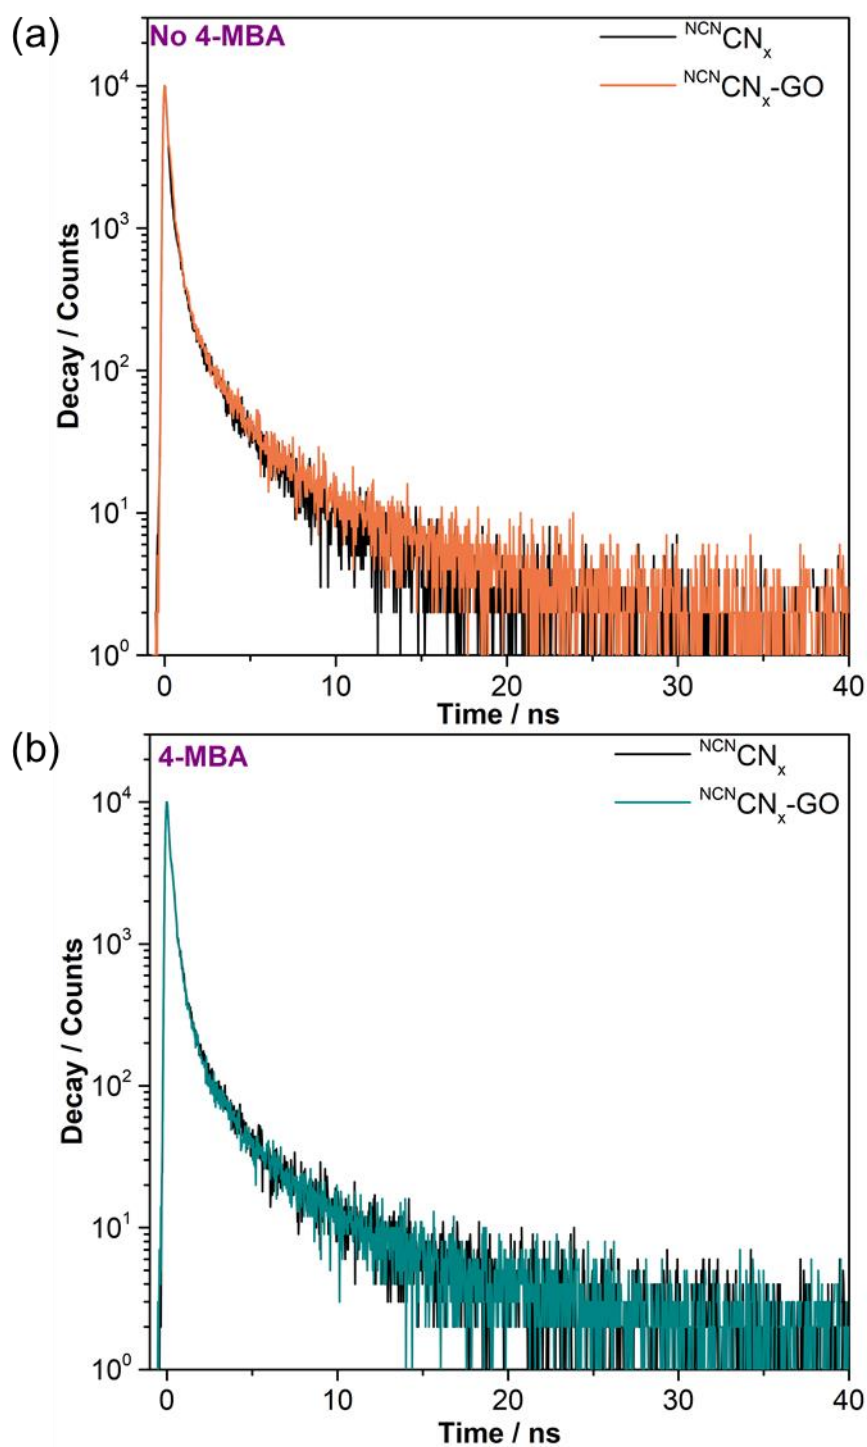 (a)
No 4-MBA
NCNCNx
NCNCNx-GO
Decay / Counts
10^4
10^3
10^2
10^1
10^0
0 10 20 30 40
Time / ns
(b)
4-MBA
NCNCNx
NCNCNx-GO
Decay / Counts
10^4
10^3
10^2
10^1
10^0
0 10 20 30 40
Time / ns